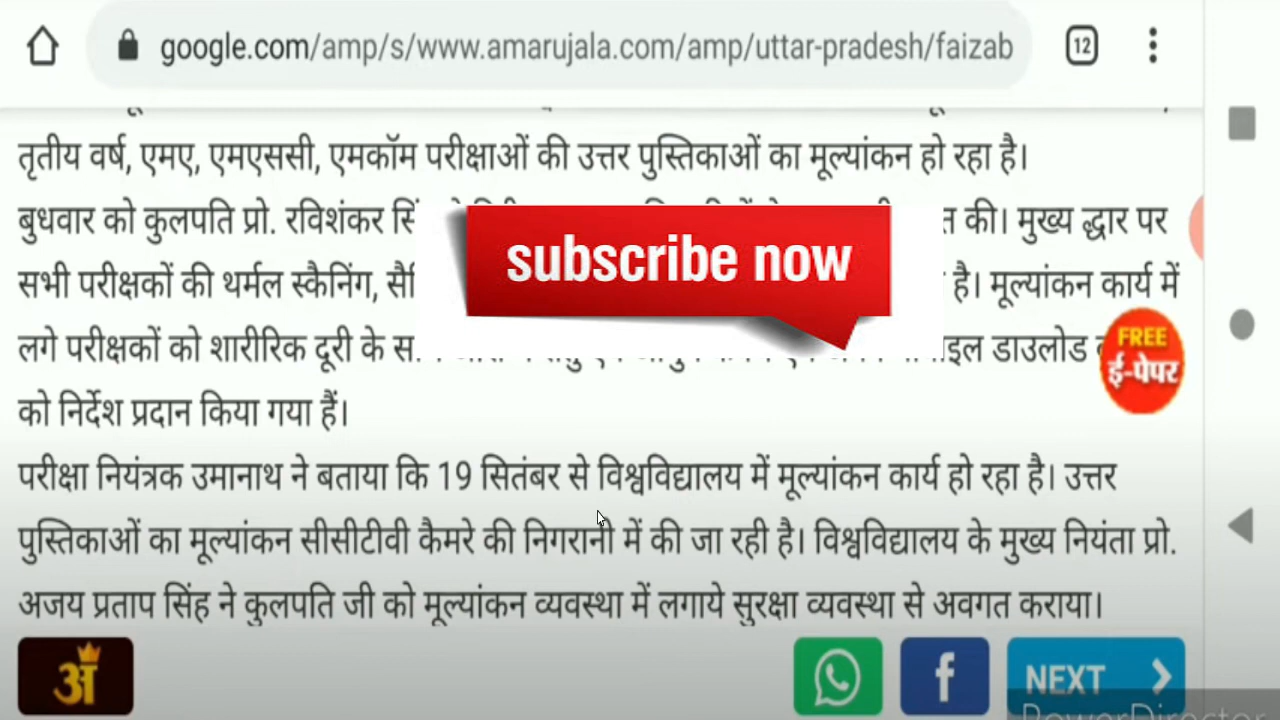 google.com/amp/s/www.amarujala.com/amp/uttar-pradesh/faizab
12
तृतीय वर्ष, एमए, एमएससी, एमकॉम परीक्षाओं की उत्तर पुस्तिकाओं का मूल्यांकन हो रहा है।
बुधवार को कुलपति प्रो. रविशंकर की। मुख्य द्धार पर
subscribe now
सभी परीक्षकों की थर्मल स्कैनिंग, है। मूल्यांकन कार्य में
लगे परीक्षकों को शारीरिक दूरी के डाउलोड
FREE
ई-पेपर
को निर्देश प्रदान किया गया हैं।
परीक्षा नियंत्रक उमानाथ ने बताया कि 19 सितंबर से विश्वविद्यालय में मूल्यांकन कार्य हो रहा है। उत्तर
पुस्तिकाओं का मूल्यांकन सीसीटीवी कैमरे की निगरानी में की जा रही है। विश्वविद्यालय के मुख्य नियंता प्रो.
अजय प्रताप सिंह ने कुलपति जी को मूल्यांकन व्यवस्था में लगाये सुरक्षा व्यवस्था से अवगत कराया।
अं
NEXT
PowerDirector